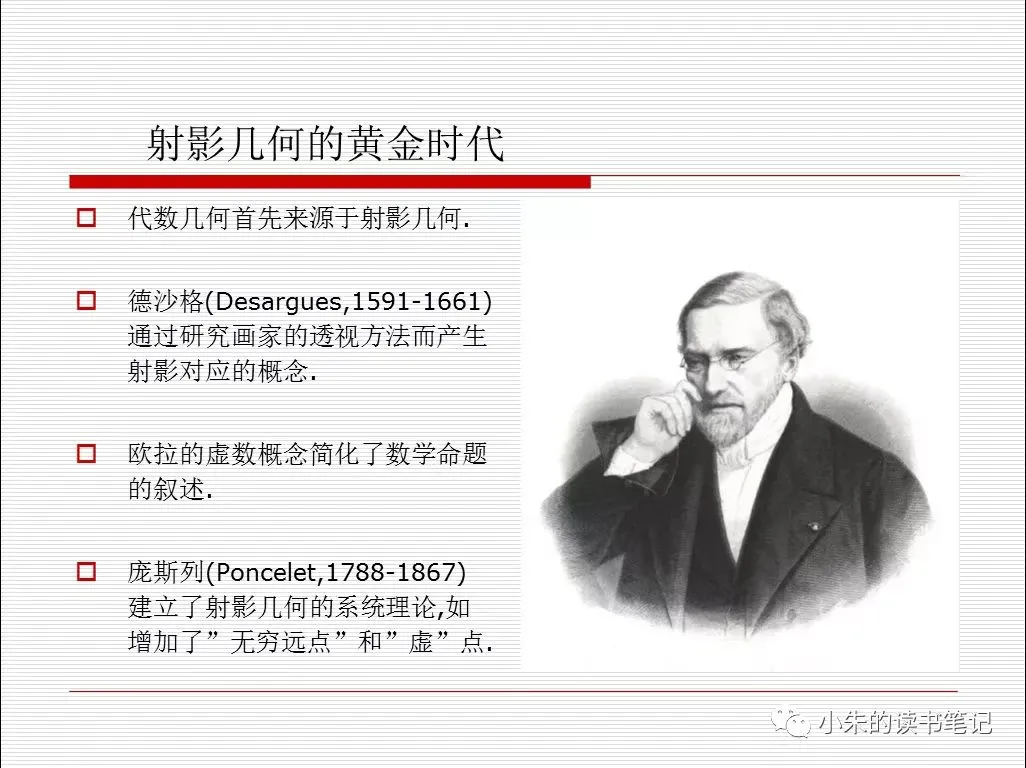 射影几何的黄金时代
代数几何首先来源于射影几何.
德沙格(Desargues,1591-1661)
通过研究画家的透视方法而产生
射影对应的概念.
欧拉的虚数概念简化了数学命题
的叙述.
庞斯列(Poncelet,1788-1867)
建立了射影几何的系统理论,如
增加了”无穷远点”和”虚”点.
小朱的读书笔记